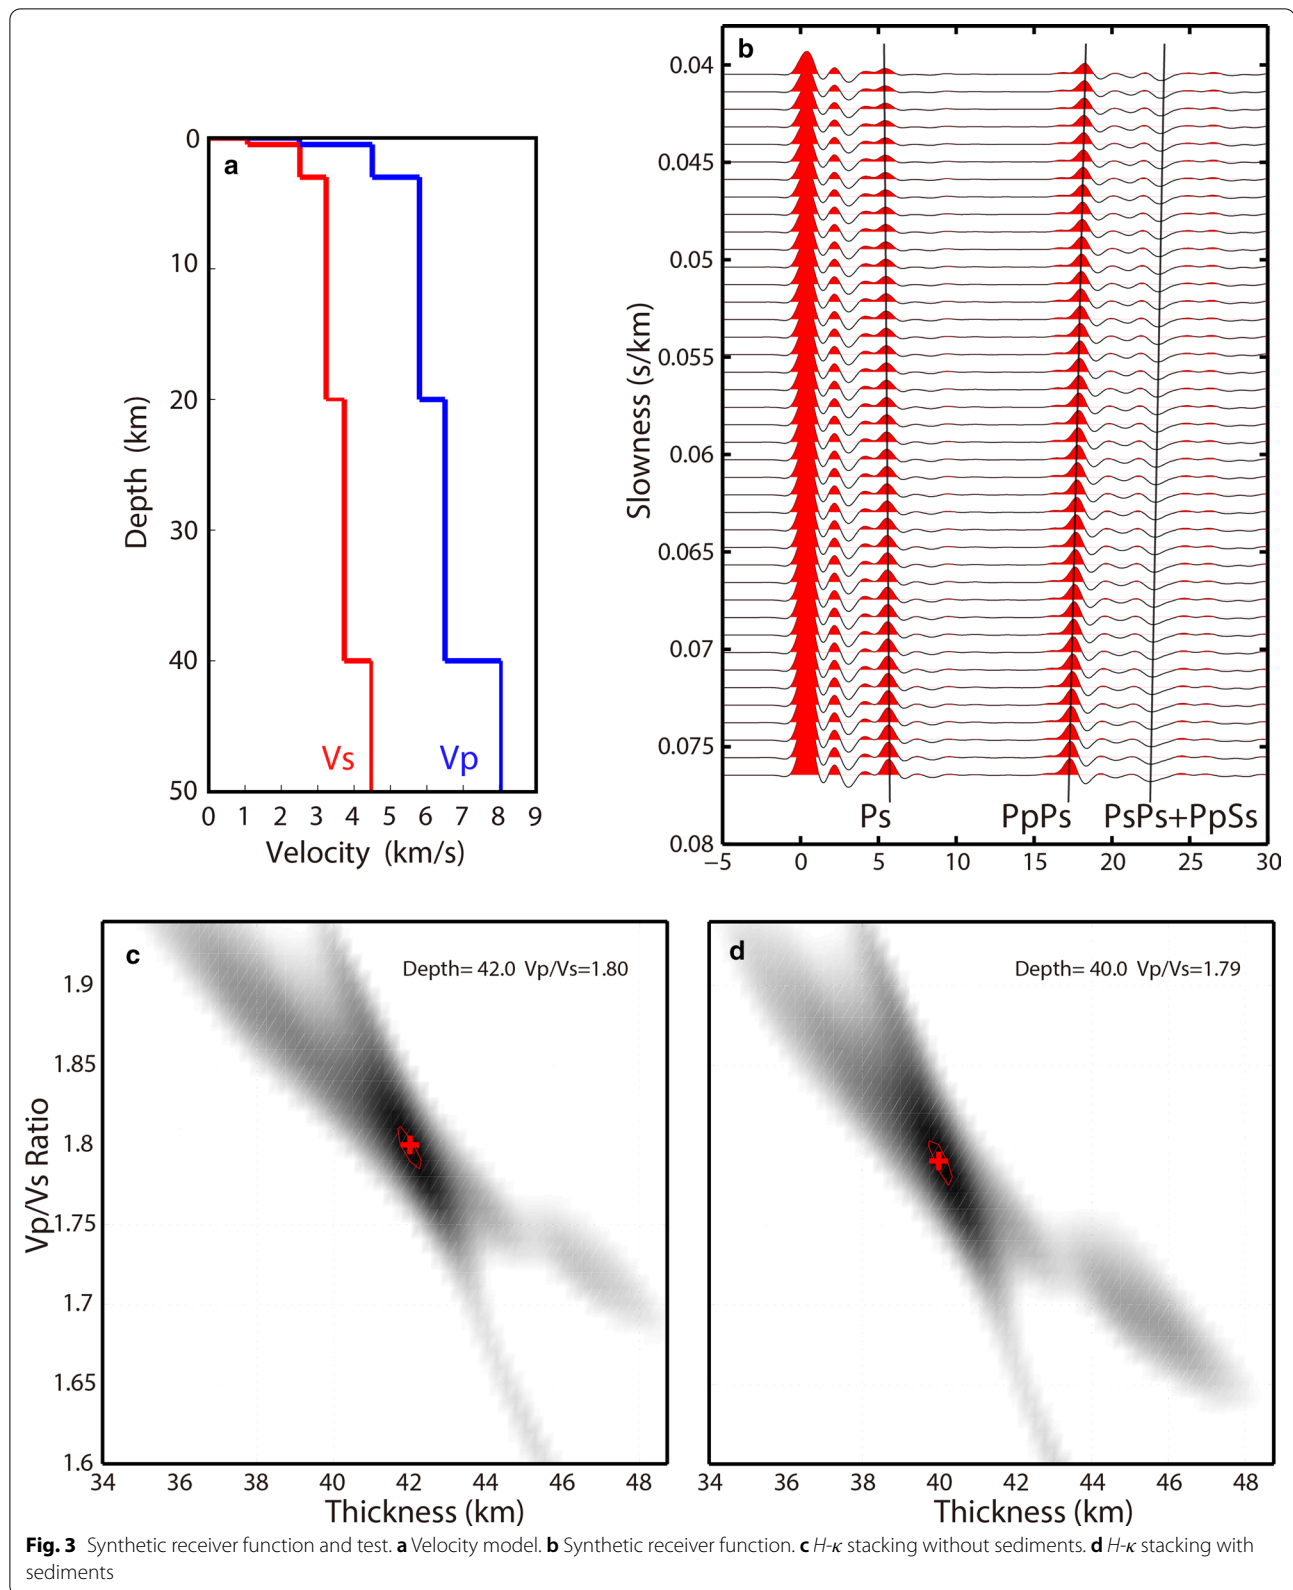 a
0
10
20
30
40
50
Depth (km)
Vs
Vp
0 1 2 3 4 5 6 7 8 9
Velocity (km/s)
b
0.04
0.045
0.05
0.055
0.06
0.065
0.07
0.075
0.08
Slowness (s/km)
Ps
PpPs
PsPs+PpSs
−5 0 5 10 15 20 25 30
c
Depth= 42.0 Vp/Vs=1.80
1.9
1.85
1.8
1.75
1.7
1.65
1.6
Vp/Vs Ratio
34 36 38 40 42 44 46 48
Thickness (km)
d
Depth= 40.0 Vp/Vs=1.79
34 36 38 40 42 44 46 48
Thickness (km)
Fig. 3 Synthetic receiver function and test. a Velocity model. b Synthetic receiver function. c H-κ stacking without sediments. d H-κ stacking with
sediments